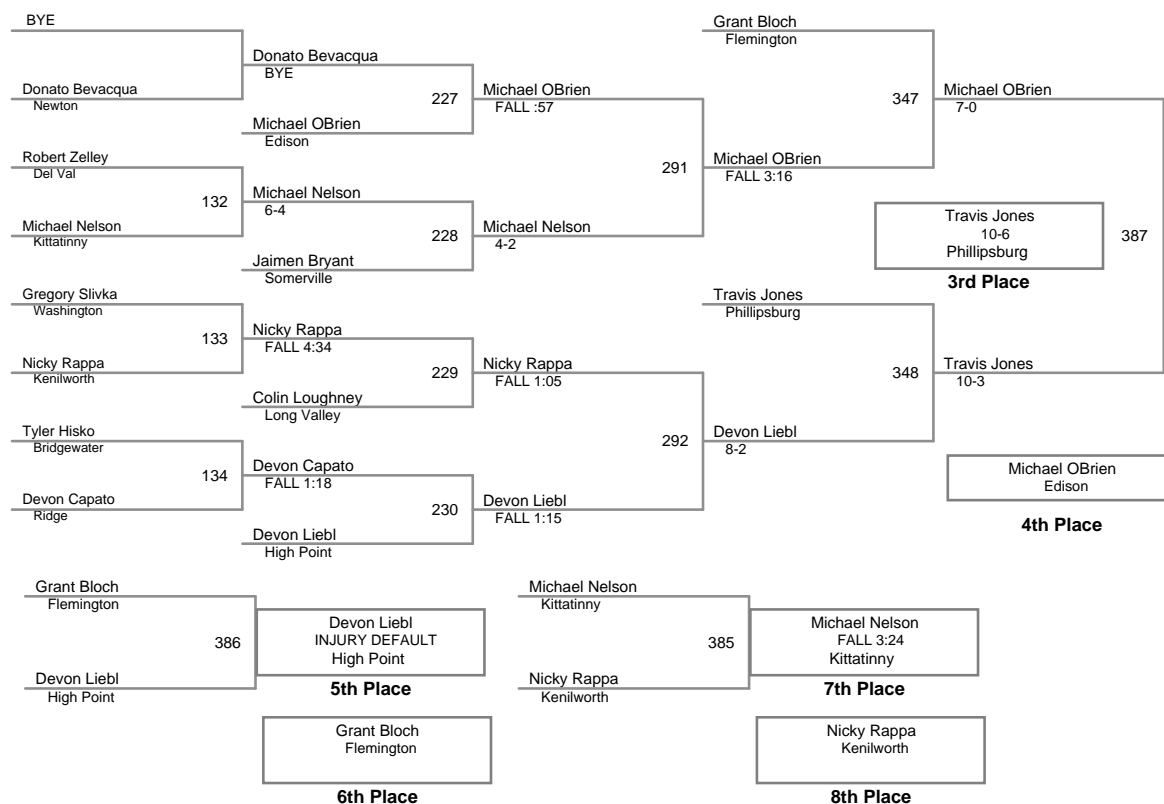 BYE
Donato Bevacqua
Newton
Robert Zelley
Del Val
132
Michael Nelson
Kittatinny
Gregory Slivka
Washington
133
Nicky Rappa
Kenilworth
Tyler Hisko
Bridgewater
134
Devon Capato
Ridge
Donato Bevacqua
BYE
227
Michael OBrien
Edison
Michael Nelson
6-4
228
Jaimen Bryant
Somerville
Nicky Rappa
FALL 4:34
229
Colin Loughney
Long Valley
Devon Capato
FALL 1:18
230
Devon Liebl
High Point
Michael OBrien
FALL :57
291
Michael Nelson
4-2
Nicky Rappa
FALL 1:05
292
Devon Liebl
FALL 1:15
Grant Bloch
Flemington
347
Michael OBrien
FALL 3:16
Travis Jones
Phillipsburg
348
Devon Liebl
8-2
Michael OBrien
7-0
387
Travis Jones
10-3
Travis Jones
10-6
Phillipsburg
3rd Place
Michael OBrien
Edison
4th Place
Grant Bloch
Flemington
386
Devon Liebl
High Point
Devon Liebl
INJURY DEFAULT
High Point
5th Place
Grant Bloch
Flemington
6th Place
Michael Nelson
Kittatinny
385
Nicky Rappa
Kenilworth
Michael Nelson
FALL 3:24
Kittatinny
7th Place
Nicky Rappa
Kenilworth
8th Place